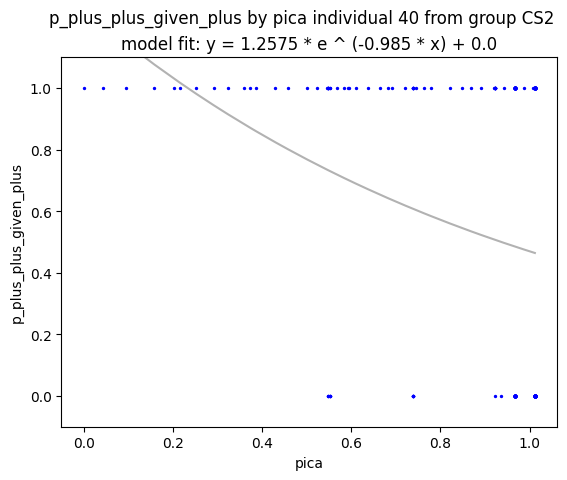 p_plus_plus_given_plus by pica individual 40 from group CS2
model fit: y = 1.2575 * e ^ (-0.985 * x) + 0.0
1.0
0.8
0.6
0.4
0.2
0.0
p_plus_plus_given_plus
0.0 0.2 0.4 0.6 0.8 1.0
pica